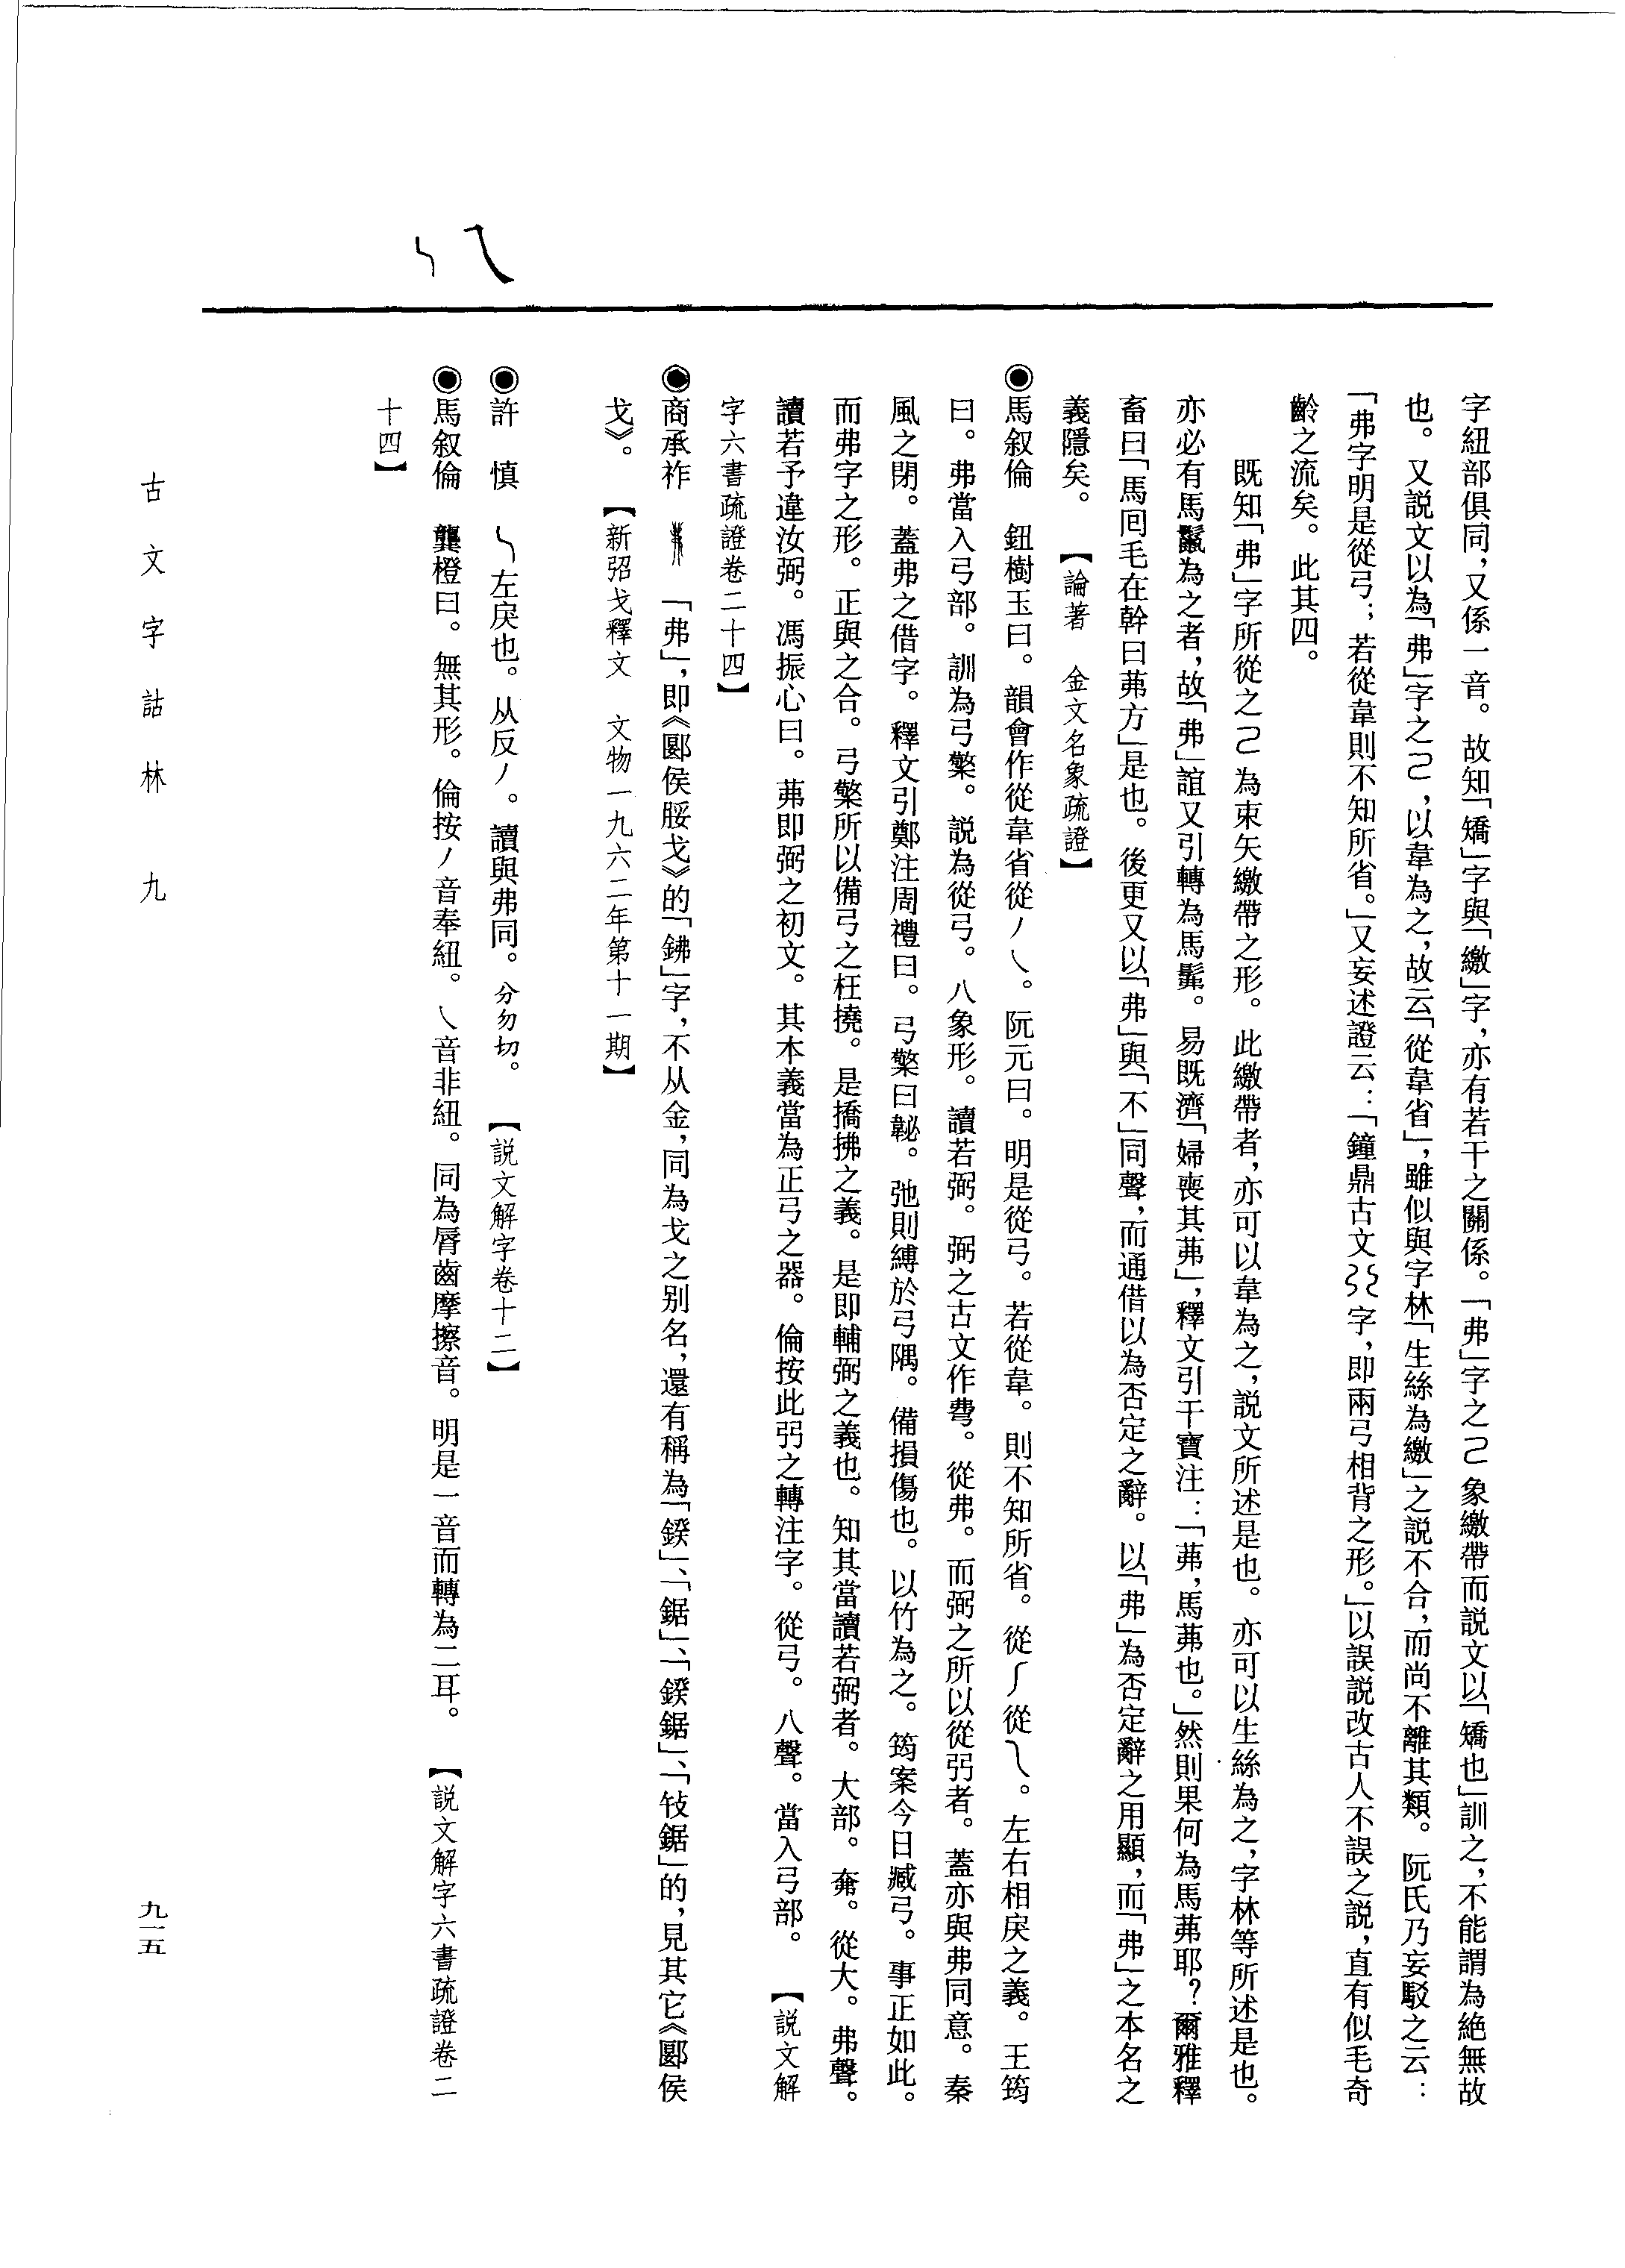 字紐部俱同，又係一音。故知「矯」字與「繳」字，亦有若干之關係。「弗」字之 象繳帶而説文以「矯也」訓之，不能謂為絶無故
也。又説文以為「弗」字之 ，以韋為之，故云「從韋省」，雖似與字林「生絲為繳」之説不合，而尚不離其類。阮氏乃妄駁之云：
「弗字明是從弓；若從韋則不知所省。」又妄述證云：「鐘鼎古文 字，即兩弓相背之形。」以誤説改古人不誤之説，直有似毛奇
齡之流矣。此其四。
既知「弗」字所從之 為束矢繳帶之形。此繳帶者，亦可以韋為之，説文所述是也。亦可以生絲為之，字林等所述是也。
亦必有馬鬣為之者，故「弗」誼又引轉為馬髴。易既濟「婦喪其茀」，釋文引干寶注：「茀，馬茀也。」然則果何為馬茀耶？爾雅釋
畜曰「馬囘毛在幹曰茀方」是也。後更又以「弗」與「不」同聲，而通借以為否定之辭。以「弗」為否定辭之用顯，而「弗」之本名之
義隱矣。【論著　金文名象疏證】
◉馬叙倫　鈕樹玉曰。韻會作從韋省從丿乀。阮元曰。明是從弓。若從韋。則不知所省。從丿從乀。左右相戾之義。王筠
曰。弗當入弓部。訓為弓檠。説為從弓。八象形。讀若弼。弼之古文作𢐡。從弗。而弼之所以從弜者。蓋亦與弗同意。秦
風之閉。蓋弗之借字。釋文引鄭注周禮曰。弓檠曰䪐。弛則縛於弓隈。備損傷也。以竹為之。筠案今日臧弓。事正如此。
而弗字之形。正與之合。弓檠所以備弓之枉撓。是撟拂之義。是即輔弼之義也。知其當讀若弼者。大部。𡘍。從大。弗聲。
讀若予違汝弼。馮振心曰。茀即弼之初文。其本義當為正弓之器。倫按此弜之轉注字。從弓。八聲。當入弓部。【説文解
字六書疏證卷二十四】
◉商承祚　「弗」，即《郾侯脮戈》的「鉘」字，不从金，同為戈之别名，還有稱為「鍨」、「鋸」、「鍨鋸」、「鈘鋸」的，見其它《郾侯
戈》。【新弨戈釋文　文物一九六二年第十一期】
乀
◉許　慎　乀左戾也。从反丿。讀與弗同。分勿切。【説文解字卷十二】
◉馬叙倫　龔橙曰。無其形。倫按丿音奉紐。乀音非紐。同為脣齒摩擦音。明是一音而轉為二耳。【説文解字六書疏證卷二
十四】
古文字詁林　九
九一五